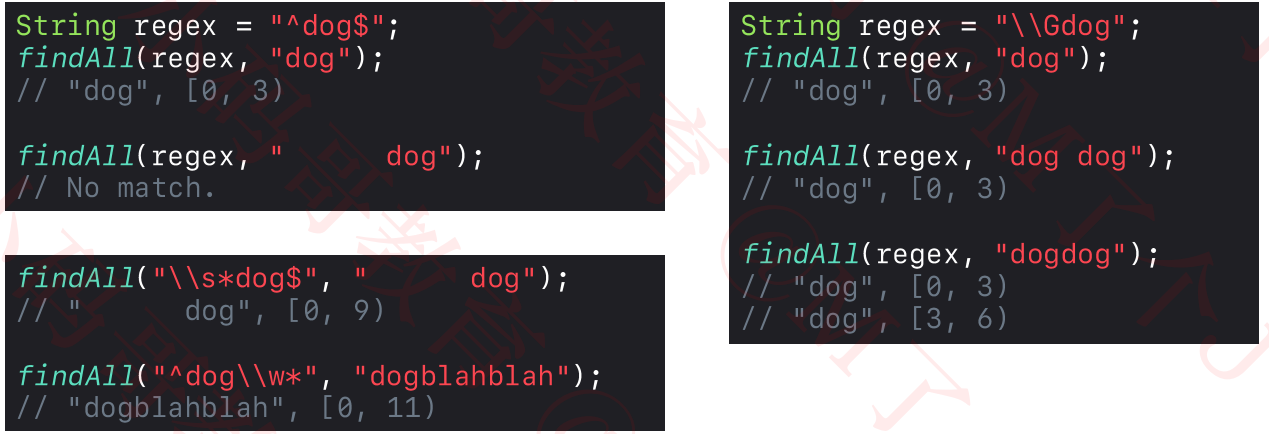 String regex = "^dog$";
findAll(regex, "dog");
// "dog", [0, 3)
findAll(regex, "      dog");
// No match.
findAll("\\s*dog$", "      dog");
// "      dog", [0, 9)
findAll("^dog\\w*", "dogblahblah");
// "dogblahblah", [0, 11)
String regex = "\\Gdog";
findAll(regex, "dog");
// "dog", [0, 3)
findAll(regex, "dog dog");
// "dog", [0, 3)
findAll(regex, "dogdog");
// "dog", [0, 3)
// "dog", [3, 6)